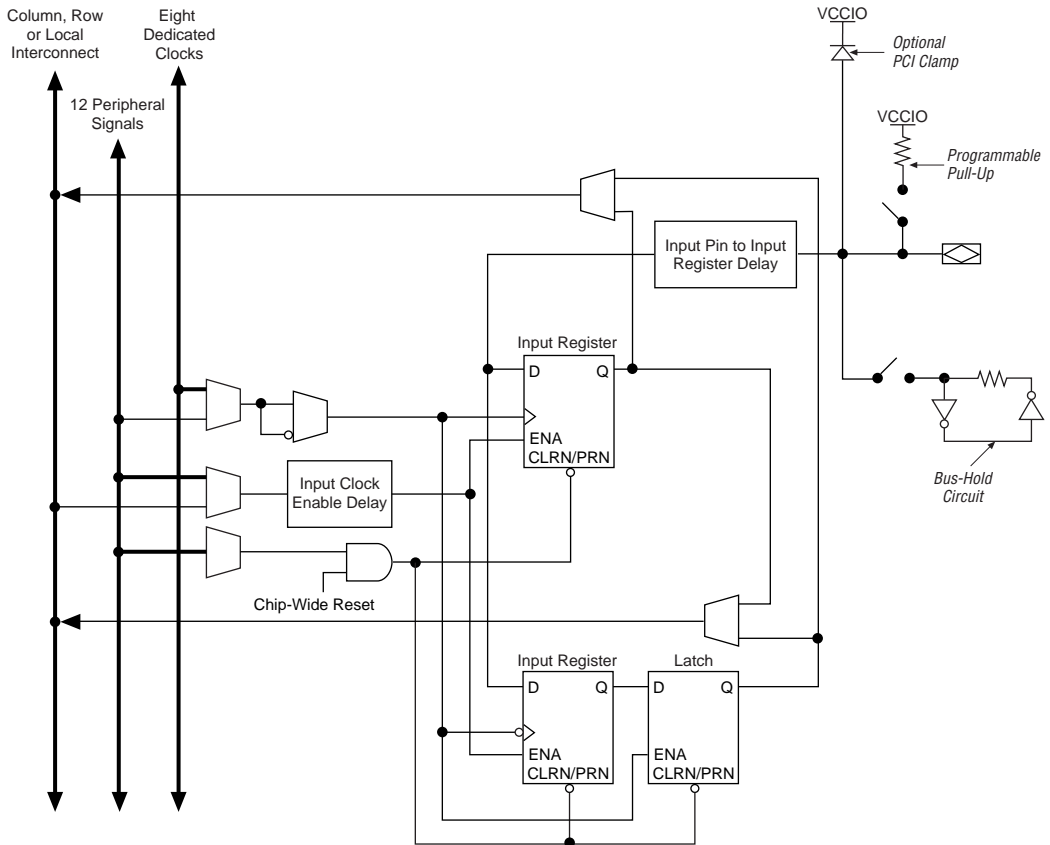 Column, Row
or Local
Interconnect
Eight
Dedicated
Clocks
12 Peripheral
Signals
VCCIO
Optional
PCI Clamp
VCCIO
Programmable
Pull-Up
Input Pin to Input
Register Delay
Input Register
D
Q
ENA
CLRN/PRN
Input Clock
Enable Delay
Chip-Wide Reset
Bus-Hold
Circuit
Input Register
D
Q
ENA
CLRN/PRN
Latch
D
Q
ENA
CLRN/PRN